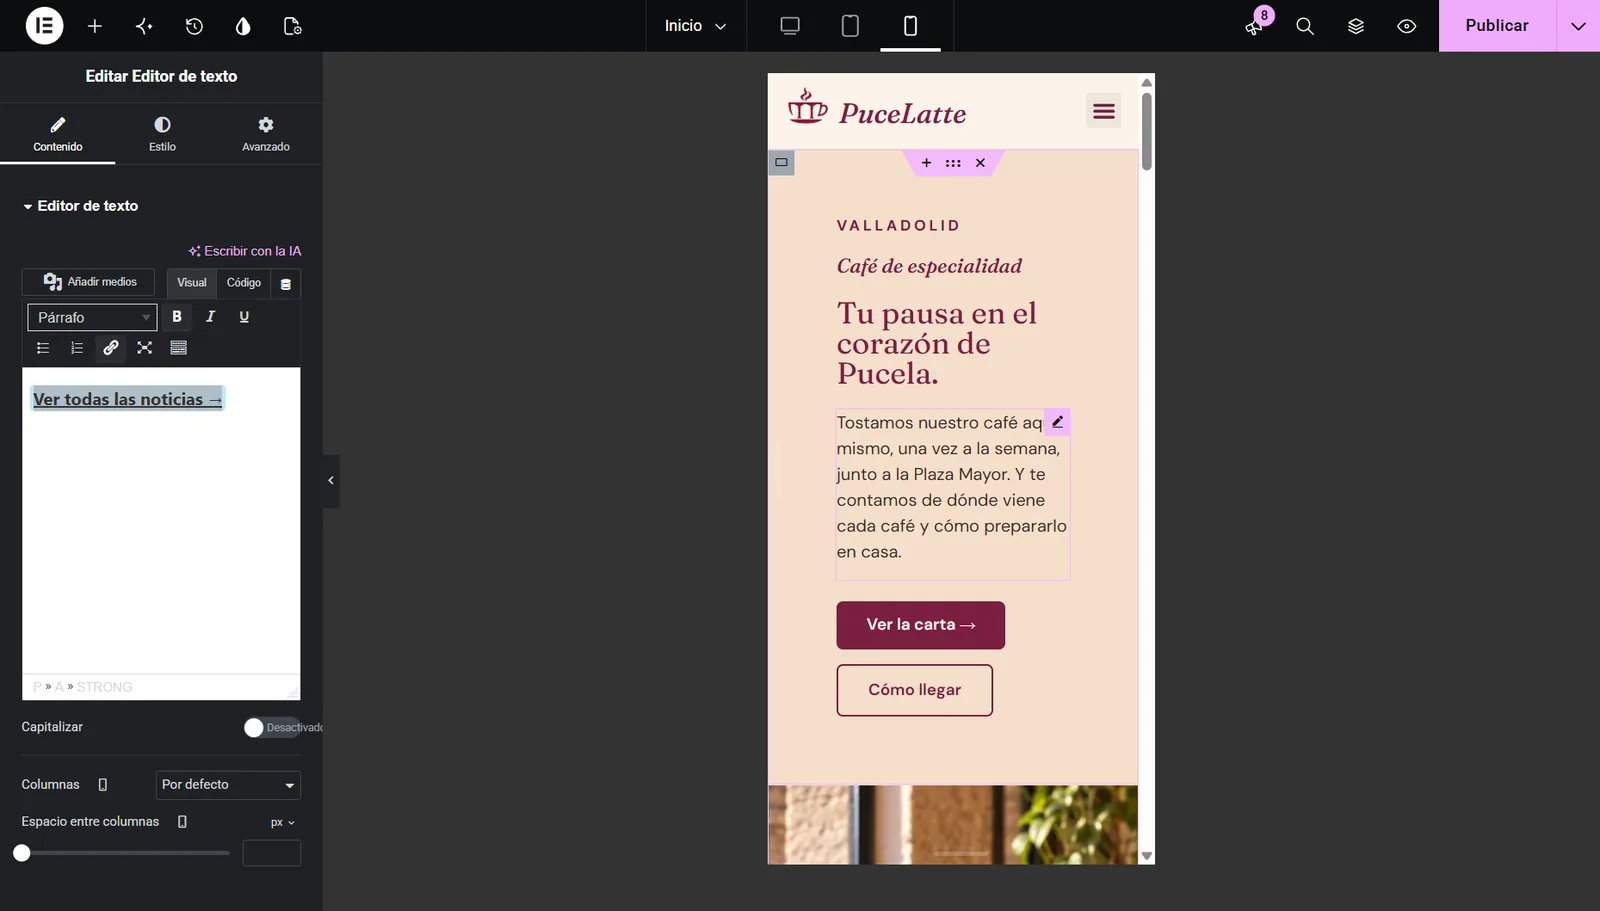 Inicio
8
Publicar
Editar Editor de texto
Contenido
Estilo
Avanzado
Editor de texto
Escribir con la IA
Añadir medios
Visual
Código
Párrafo
B I U
Ver todas las noticias →
P » A » STRONG
Capitalizar
Desactivado
Columnas
Por defecto
Espacio entre columnas
px
PuceLatte
VALLADOLID
Café de especialidad
Tu pausa en el
corazón de
Pucela.
Tostamos nuestro café aq
mismo, una vez a la semana,
junto a la Plaza Mayor. Y te
contamos de dónde viene
cada café y cómo prepararlo
en casa.
Ver la carta →
Cómo llegar